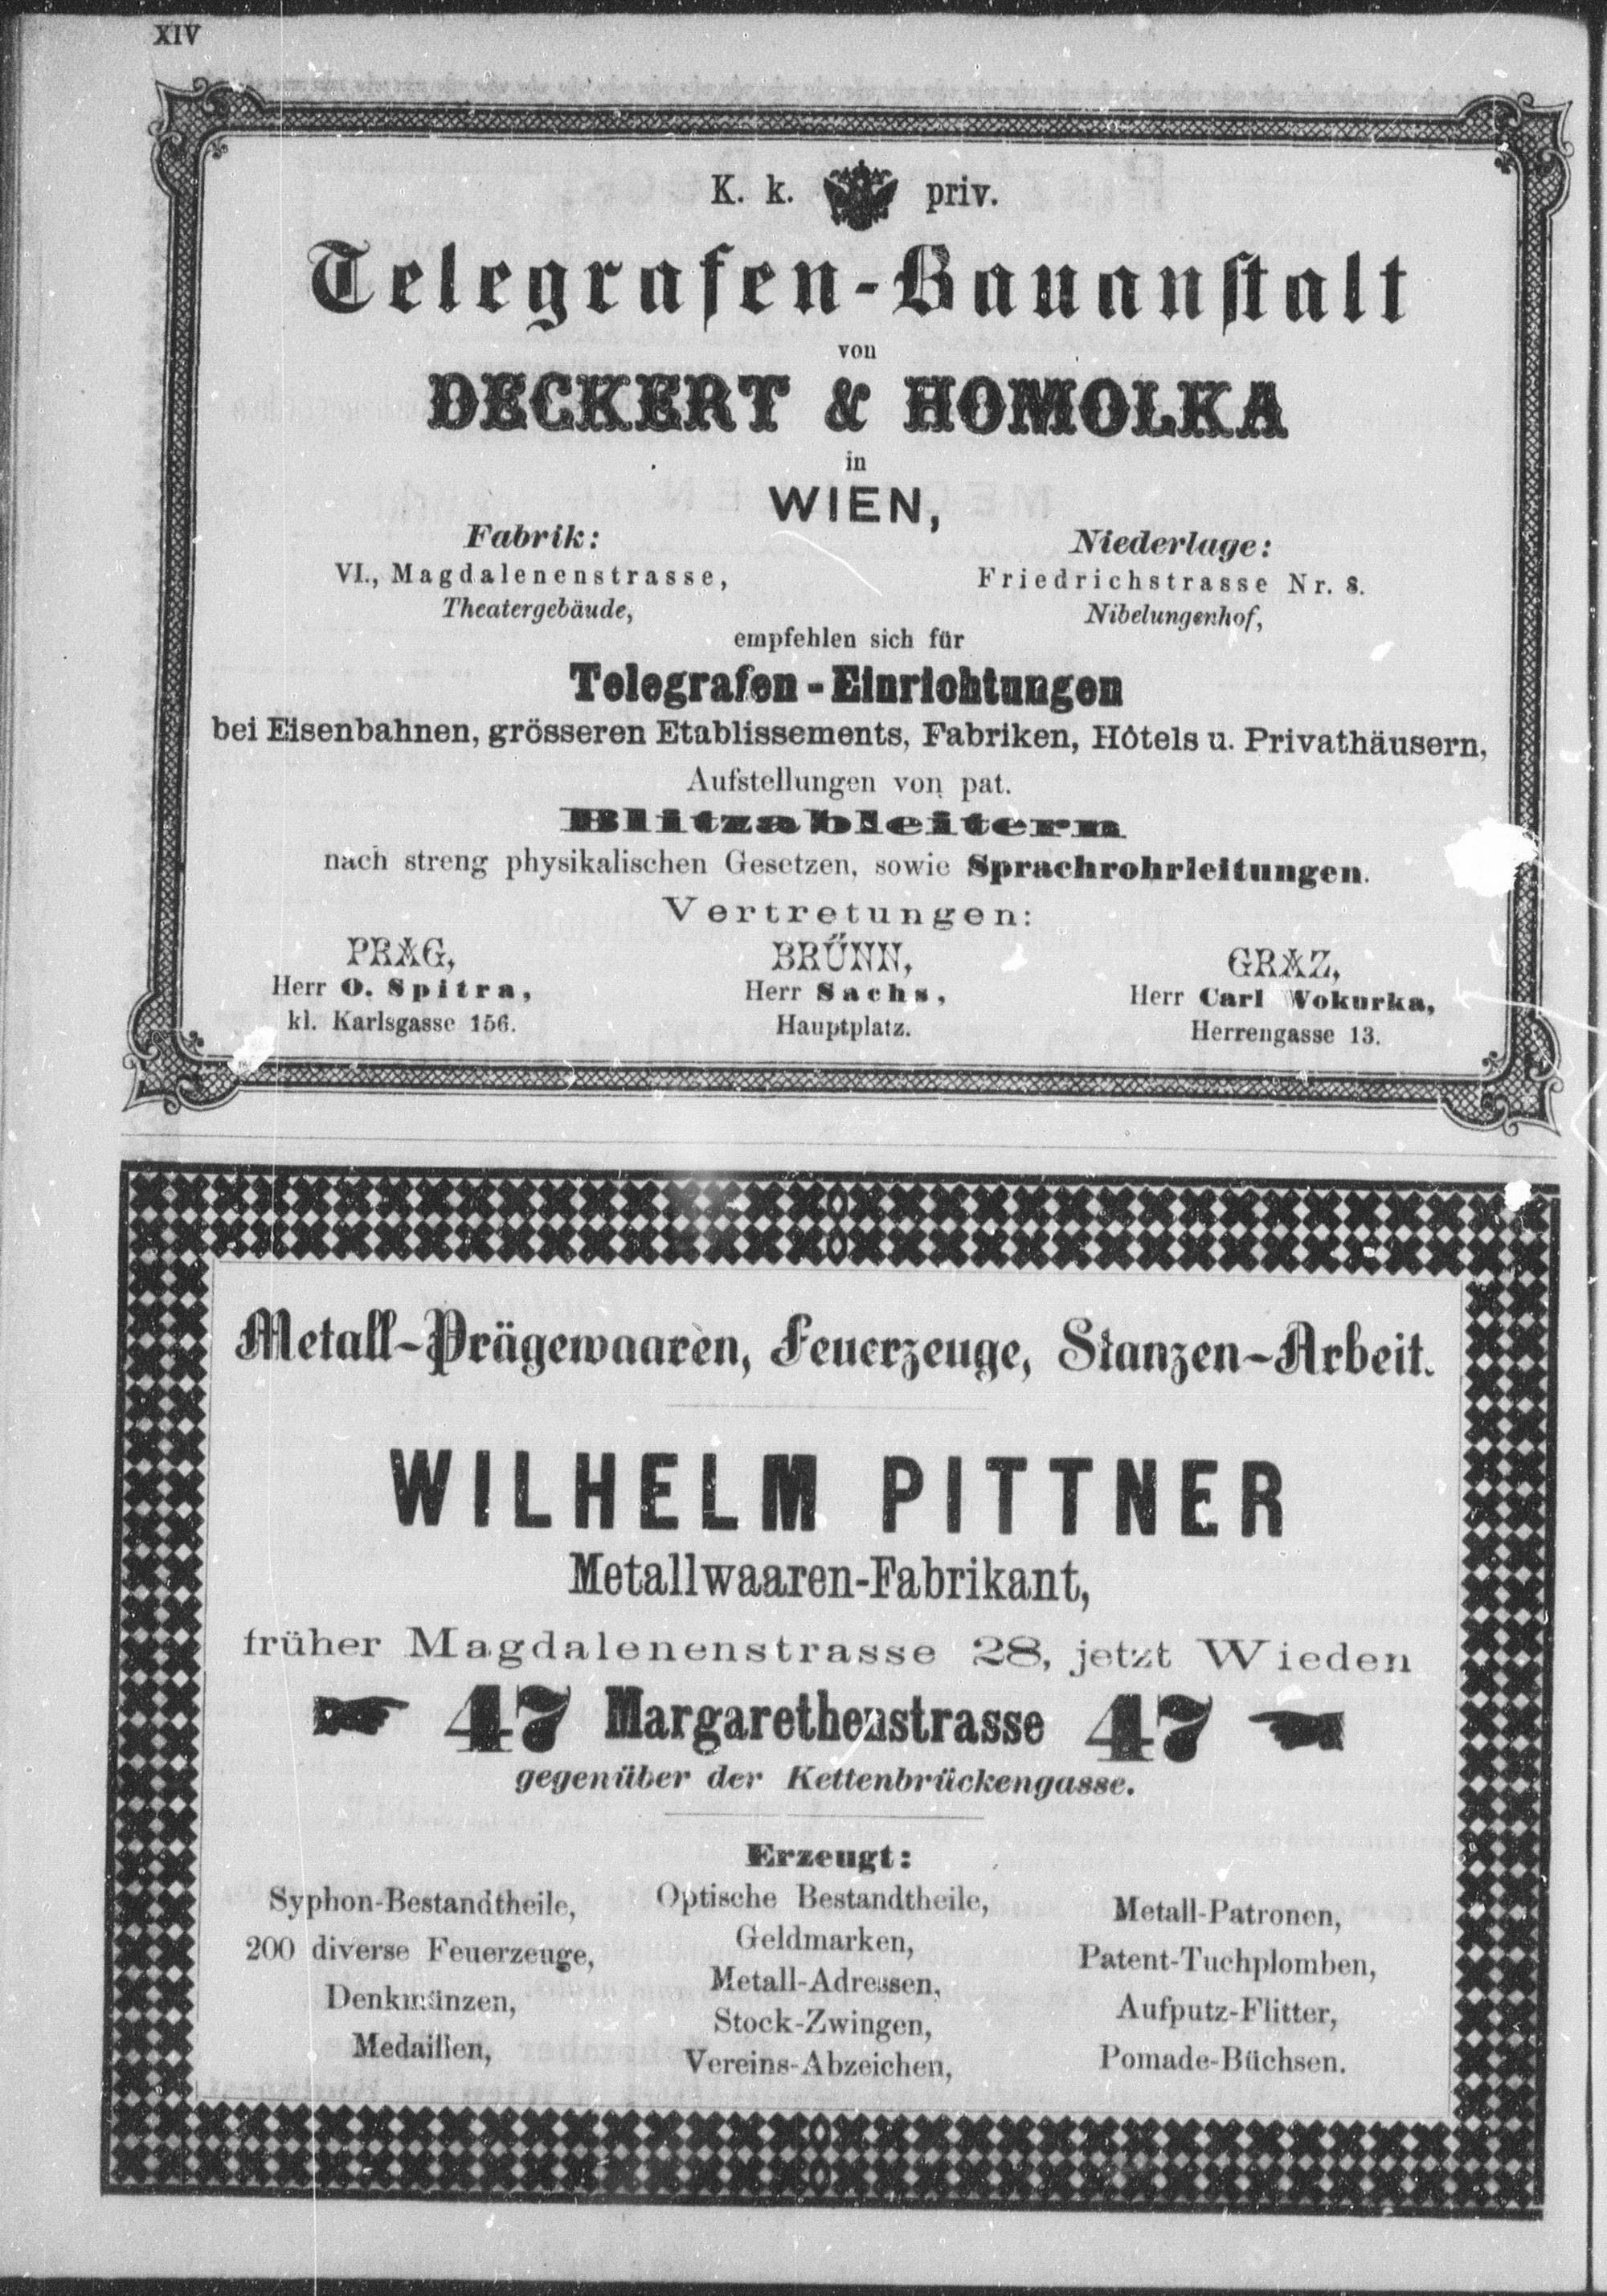 XIV
K. k. priv.
Telegrafen-Bauanstalt
von
DECKERT & HOMOLKA
in
WIEN,
Fabrik:
VI., Magdalenenstrasse,
Theatergebäude,
Niederlage:
Friedrichstrasse Nr. 8.
Nibelungenhof,
empfehlen sich für
Telegrafen-Einrichtungen
bei Eisenbahnen, grösseren Etablissements, Fabriken, Hôtels u. Privathäusern,
Aufstellungen von pat.
Blitzableitern
nach streng physikalischen Gesetzen, sowie Sprachrohrleitungen.
Vertretungen:
PRAG,
Herr O. Spitra,
kl. Karlsgasse 156.
BRÜNN,
Herr Sachs,
Hauptplatz.
GRAZ,
Herr Carl Wokurka,
Herrengasse 13.
Metall-Prägewaaren, Feuerzeuge, Stanzen-Arbeit.
WILHELM PITTNER
Metallwaaren-Fabrikant,
früher Magdalenenstrasse 28, jetzt Wieden
47 Margarethenstrasse 47
gegenüber der Kettenbrückengasse.
Erzeugt:
Syphon-Bestandtheile,
200 diverse Feuerzeuge,
Denkmünzen,
Medaillen,
Optische Bestandtheile,
Geldmarken,
Metall-Adressen,
Stock-Zwingen,
Vereins-Abzeichen,
Metall-Patronen,
Patent-Tuchplomben,
Aufputz-Flitter,
Pomade-Büchsen.